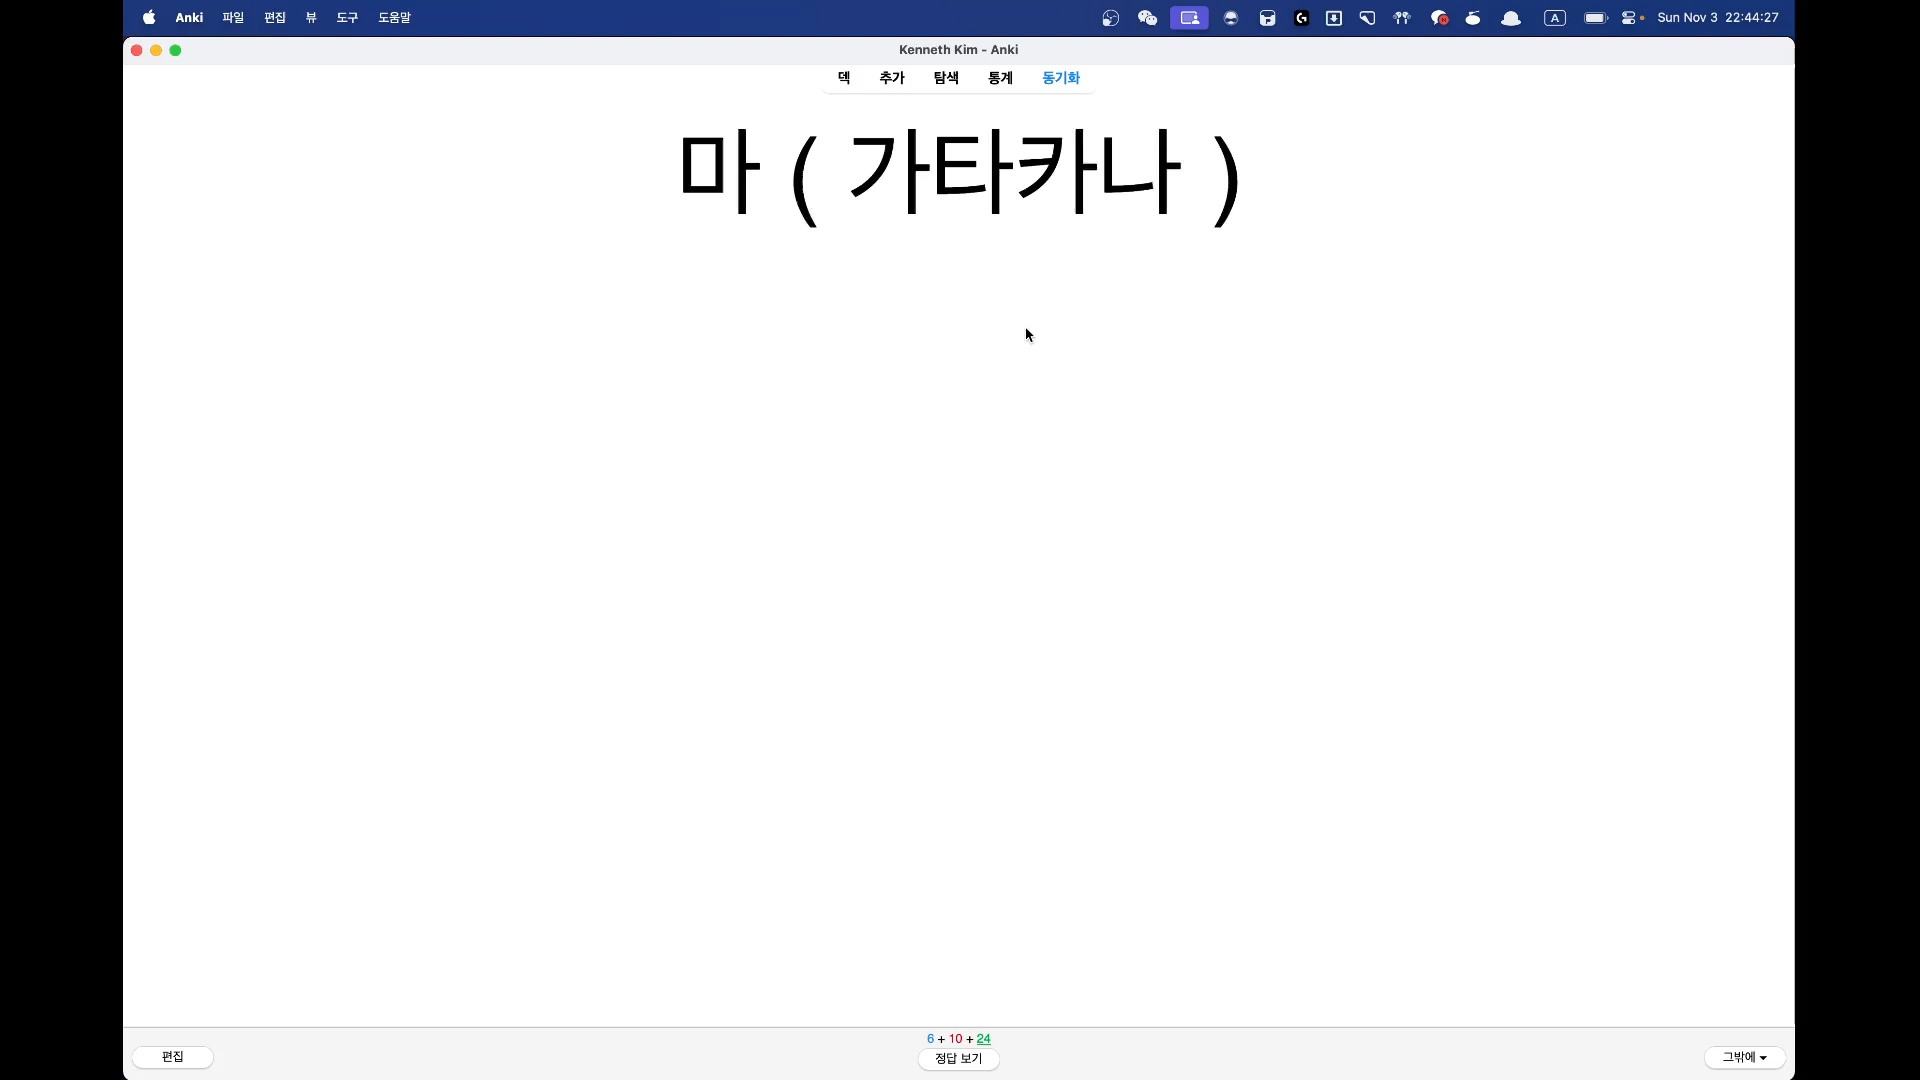 Anki 파일 편집 뷰 도구 도움말 A Sun Nov 3 22:44:27
Kenneth Kim - Anki
덱 추가 탐색 통계 동기화
마 ( 가타카나 )
6 + 10 + 24
편집 정답 보기 그밖에